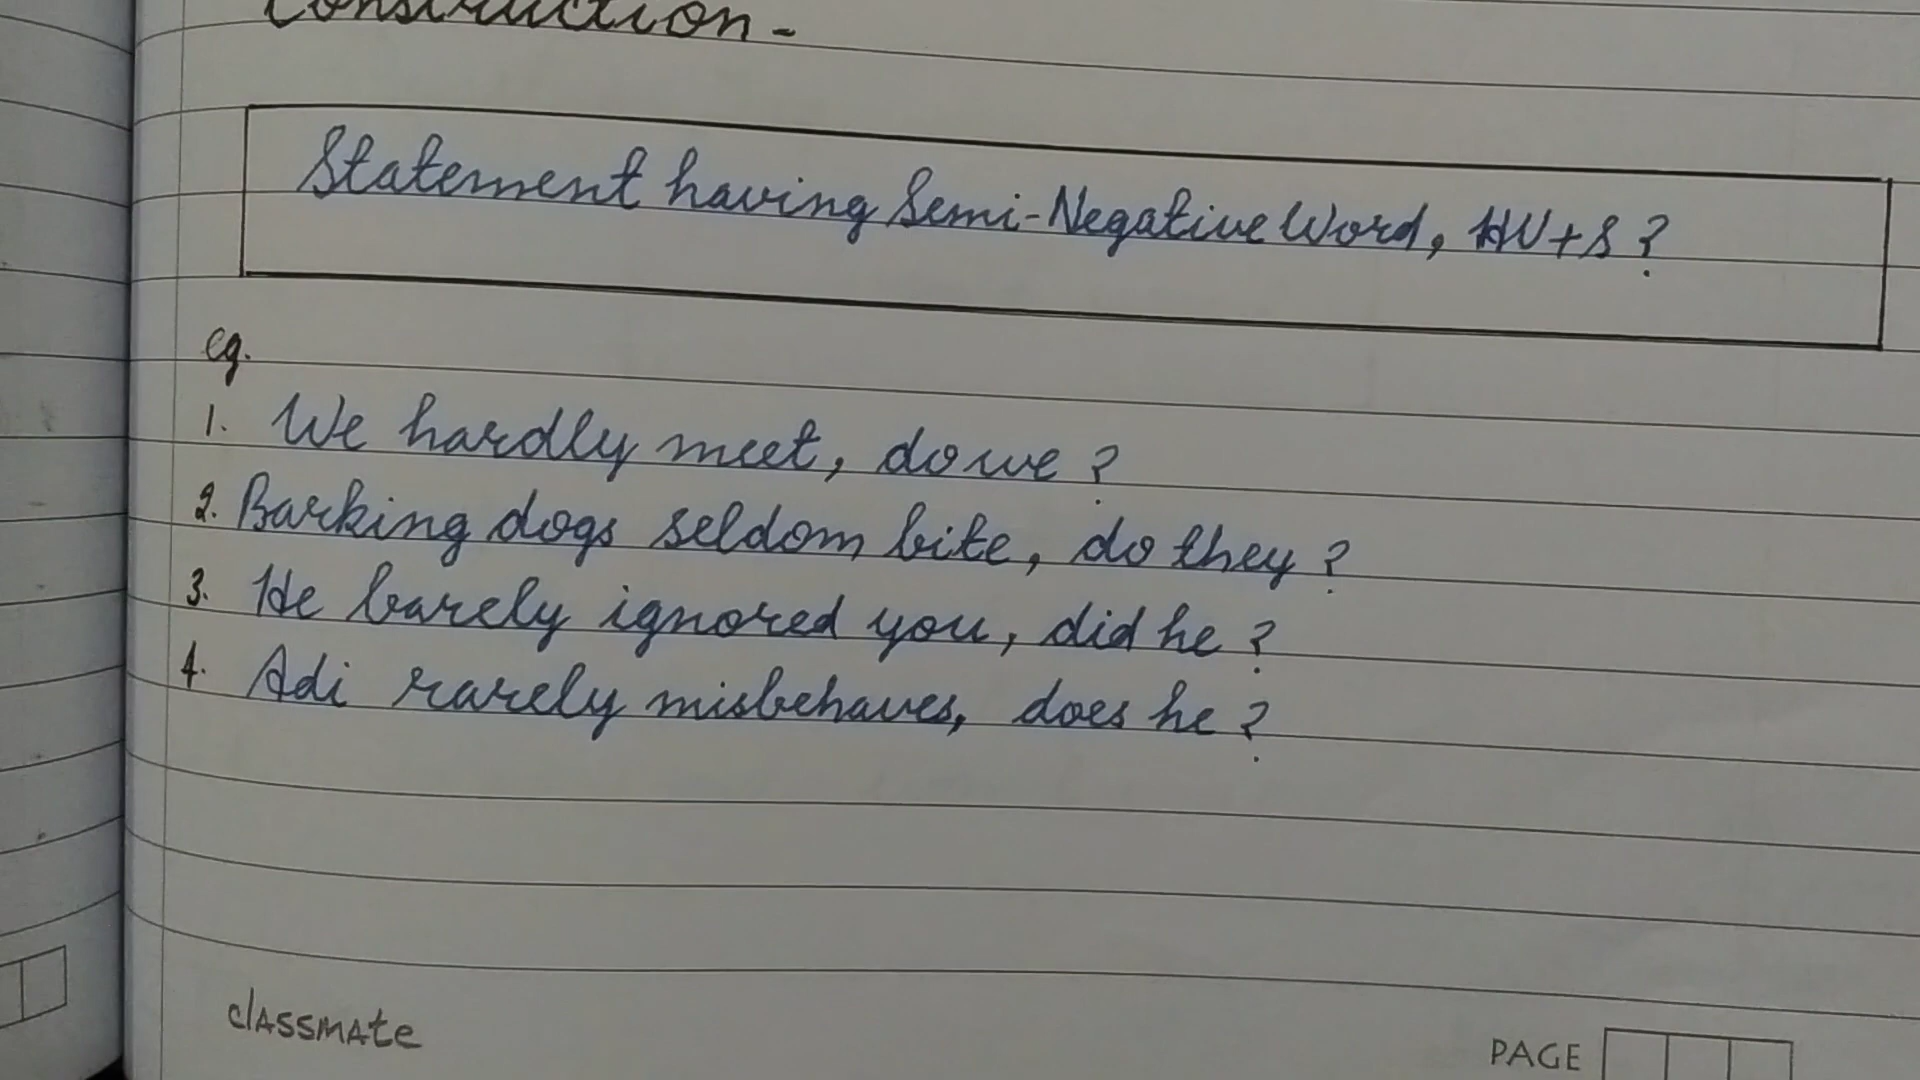 Construction-
Statement having Semi-Negative Word, HV+S?
eg.
1. We hardly meet, do we?
2. Barking dogs seldom bite, do they?
3. He barely ignored you, did he?
4. Adi rarely misbehaves, does he?
classmate
PAGE